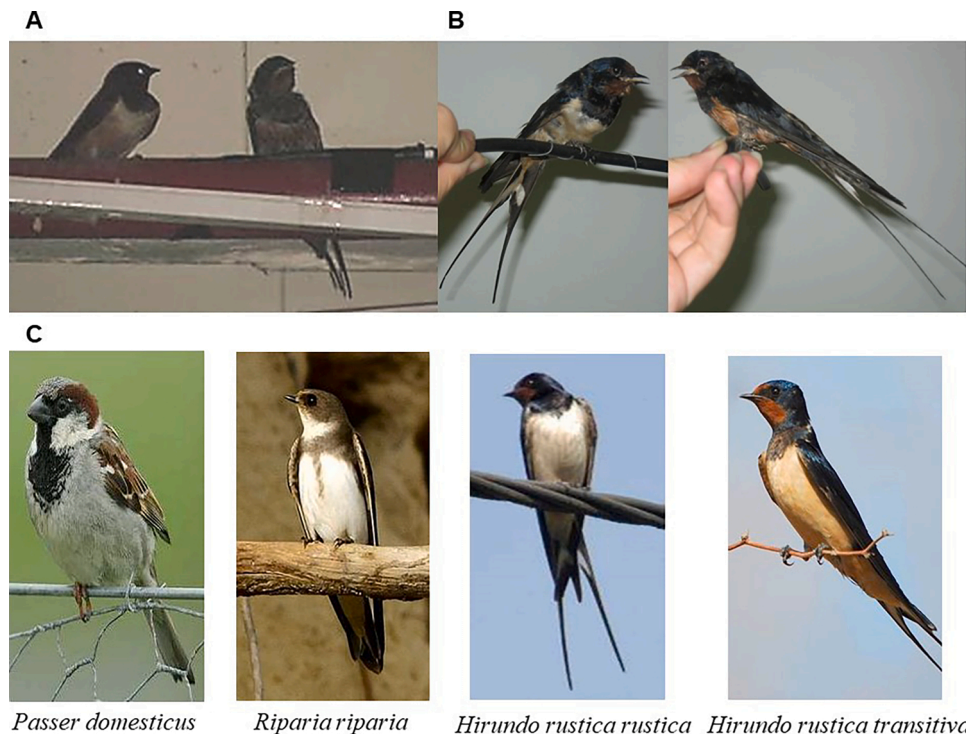 A
B
C
Passer domesticus
Riparia riparia
Hirundo rustica rustica
Hirundo rustica transitiva